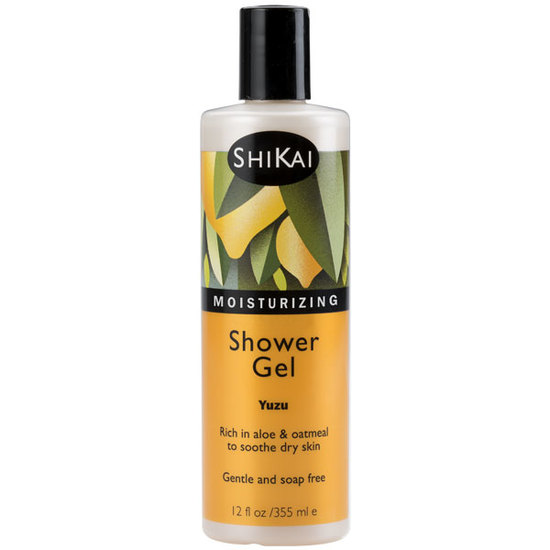 SHIKAI
MOISTURIZING
Shower
Gel
Yuzu
Rich in aloe & oatmeal
to soothe dry skin
Gentle and soap free
12 fl oz /355 ml e